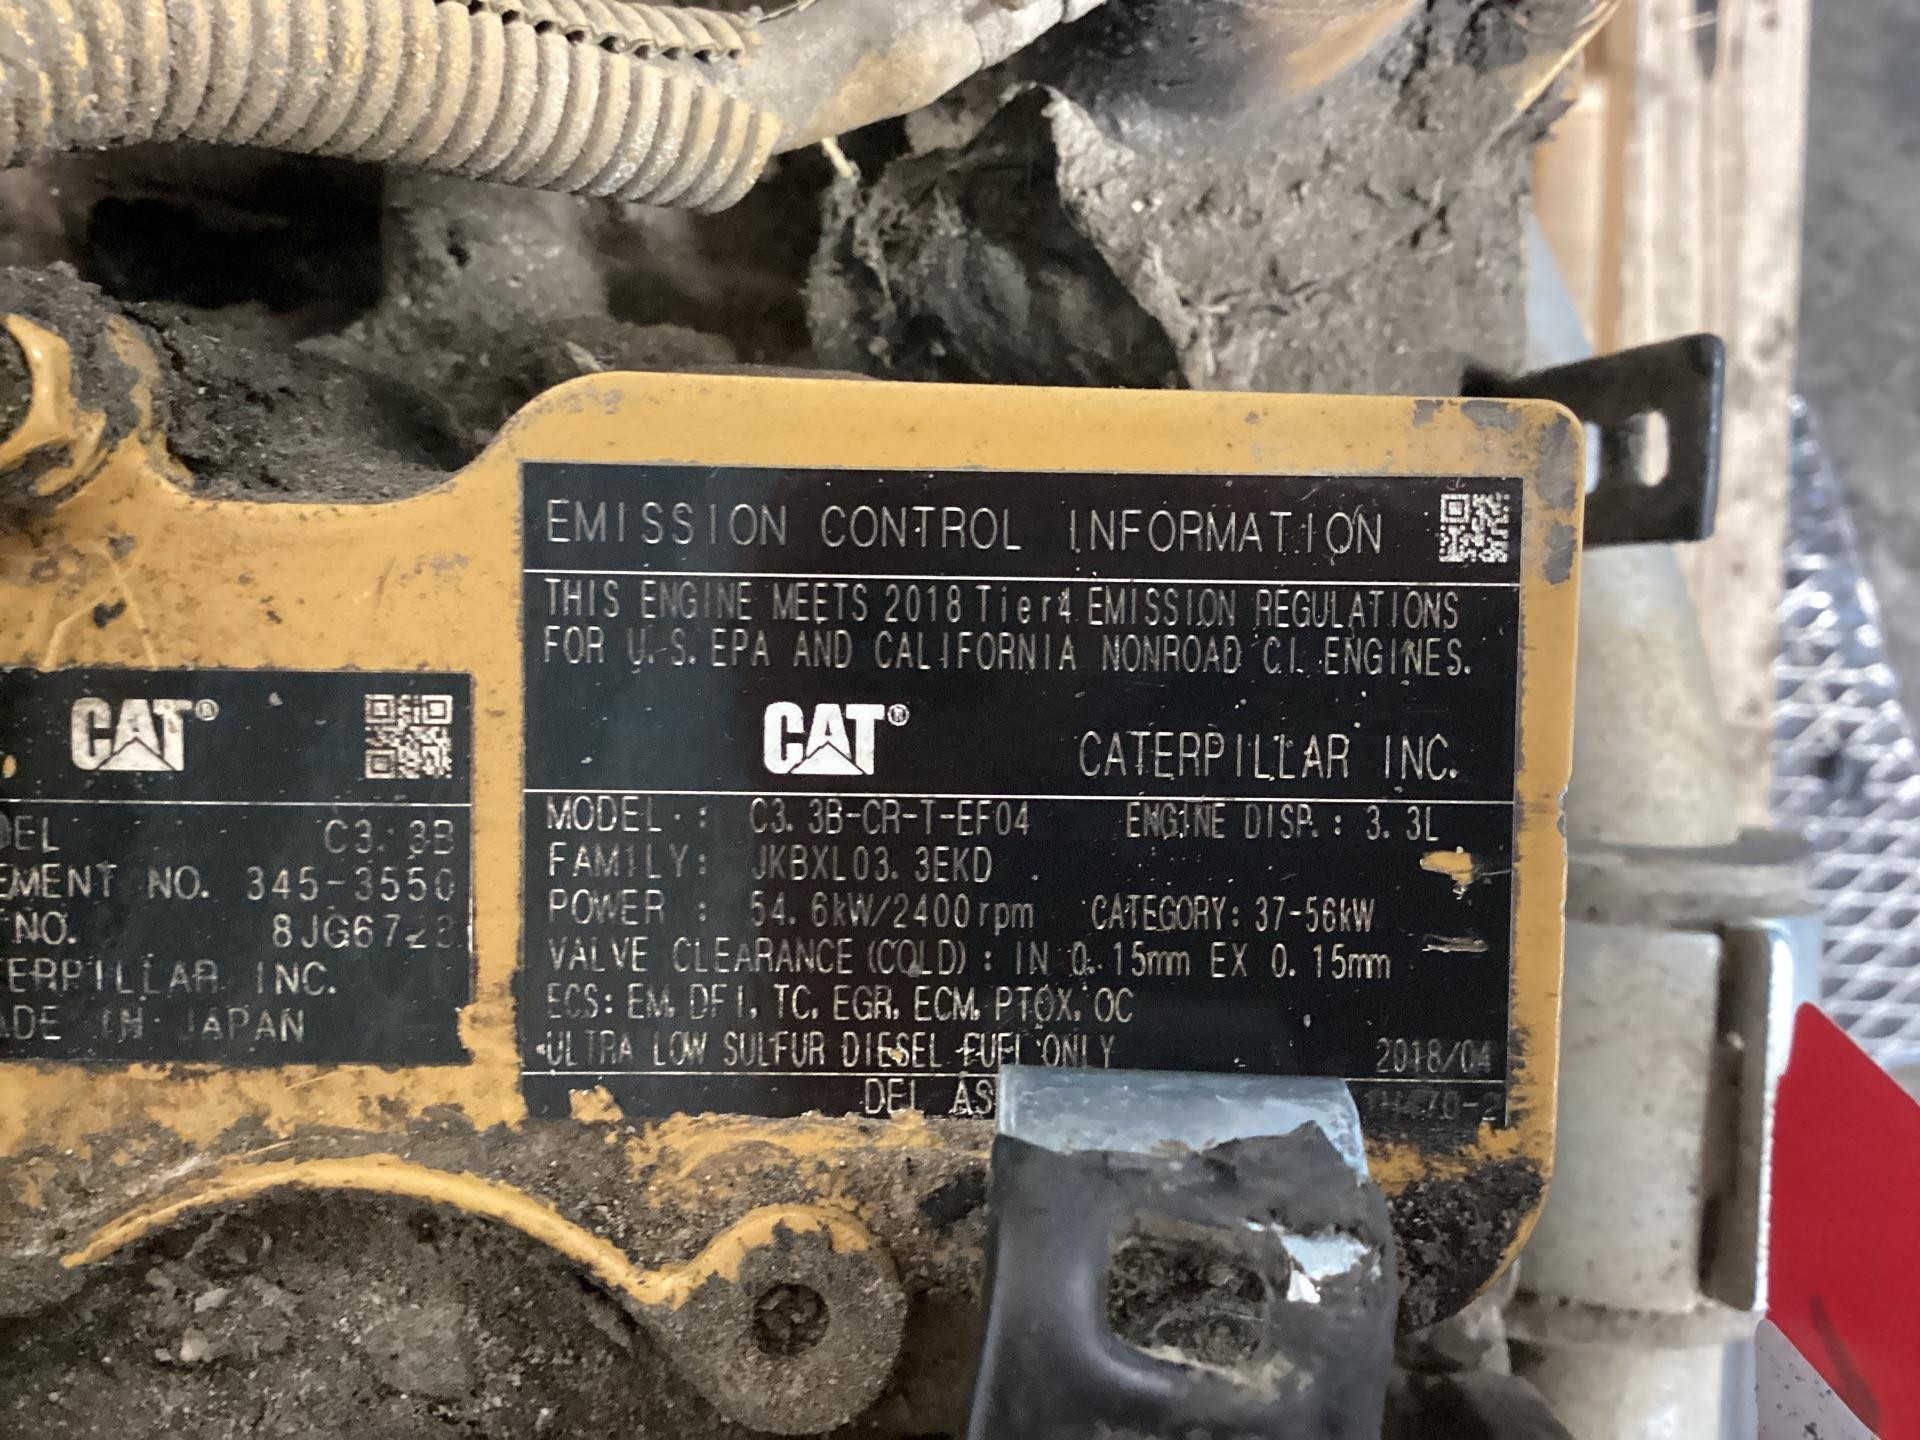 EMISSION CONTROL INFORMATION
THIS ENGINE MEETS 2018 Tier4 EMISSION REGULATIONS
FOR U.S. EPA AND CALIFORNIA NONROAD C.I. ENGINES.
CAT® CATERPILLAR INC.
MODEL : C3.3B-CR-T-EF04 ENGINE DISP. : 3.3L
FAMILY: JKBXL03.3EKD
POWER : 54.6kW/2400rpm CATEGORY: 37-56kW
VALVE CLEARANCE (COLD) : IN 0.15mm EX 0.15mm
ECS: EM, DFI, TC, EGR, ECM, PTOX, OC
ULTRA LOW SULFUR DIESEL FUEL ONLY 2018/04
DEL AS
CAT®
DEL C3.3B
EMENT NO. 345-3550
NO.
ERPILLAR INC.
ADE IN JAPAN